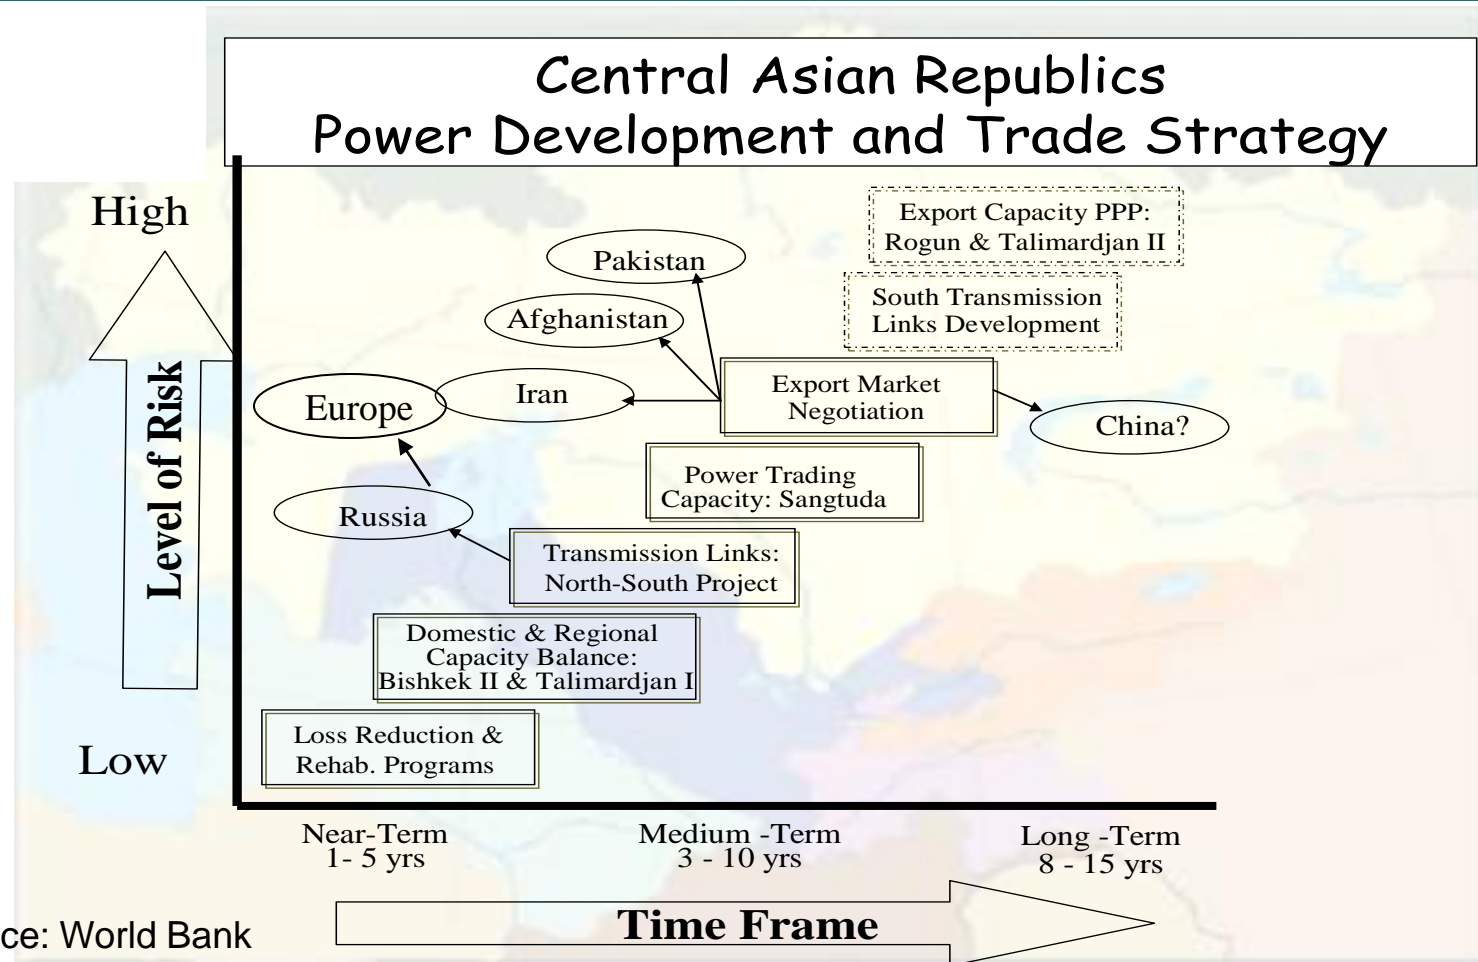 Central Asian Republics
Power Development and Trade Strategy
High
Export Capacity PPP:
Rogun & Talimardjan II
Pakistan
South Transmission
Links Development
Afghanistan
Export Market
Negotiation
Iran
Europe
China?
Level of Risk
Power Trading
Capacity: Sangtuda
Russia
Transmission Links:
North-South Project
Domestic & Regional
Capacity Balance:
Bishkek II & Talimardjan I
Loss Reduction &
Rehab. Programs
Low
Near-Term
1- 5 yrs
Medium -Term
3 - 10 yrs
Long -Term
8 - 15 yrs
Time Frame
ce: World Bank